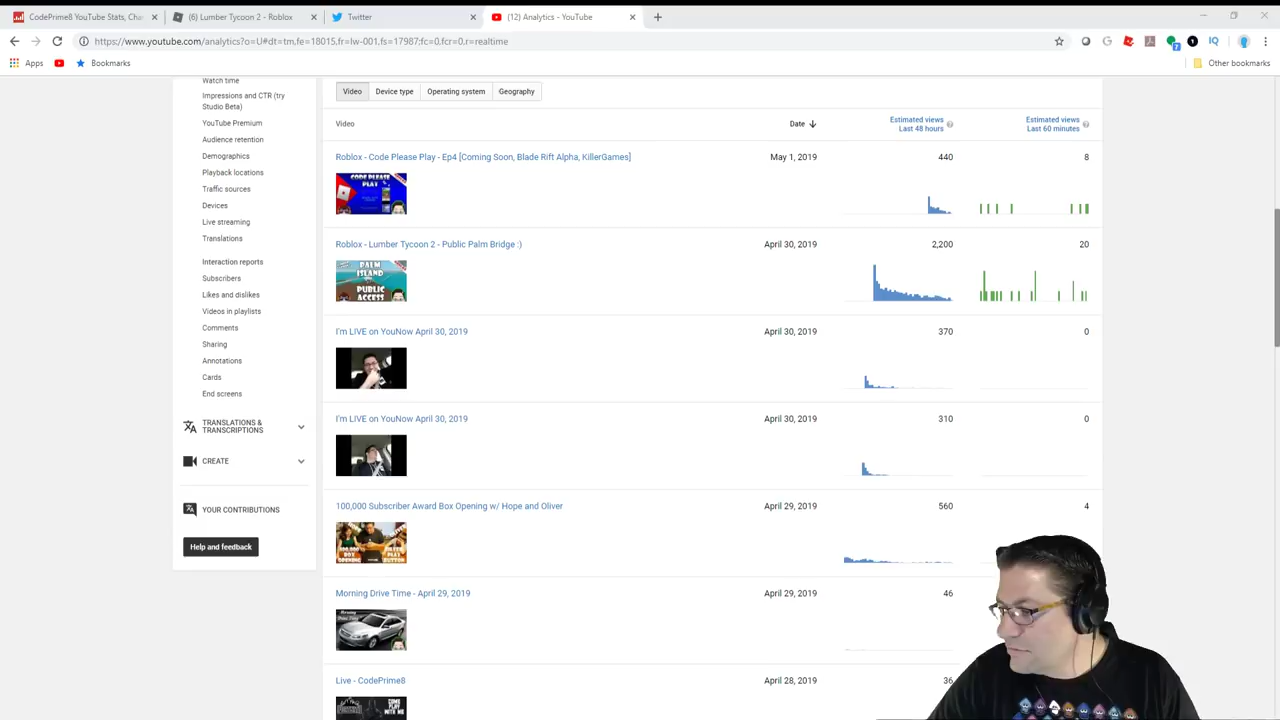 CodePrime8 YouTube Stats, Cha
(6) Lumber Tycoon 2 - Roblox
Twitter
(12) Analytics - YouTube
https://www.youtube.com/analytics?o=U#dt=tm,fe=18015,fr=lw-001,fs=17987;fc=0,fcr=0,r=realtime
Apps
Bookmarks
Other bookmarks
Watch time
Impressions and CTR (try
Studio Beta)
YouTube Premium
Audience retention
Demographics
Playback locations
Traffic sources
Devices
Live streaming
Translations
Interaction reports
Subscribers
Likes and dislikes
Videos in playlists
Comments
Sharing
Annotations
Cards
End screens
TRANSLATIONS &
TRANSCRIPTIONS
CREATE
YOUR CONTRIBUTIONS
Help and feedback
Video Device type Operating system Geography
Video Date Estimated views Last 48 hours Estimated views Last 60 minutes
Roblox - Code Please Play - Ep4 [Coming Soon, Blade Rift Alpha, KillerGames] May 1, 2019 440 8
CODE PLEASE
PLAY
Roblox - Lumber Tycoon 2 - Public Palm Bridge :) April 30, 2019 2,200 20
PALM
ISLAND
PUBLIC
ACCESS
I'm LIVE on YouNow April 30, 2019 April 30, 2019 370 0
I'm LIVE on YouNow April 30, 2019 April 30, 2019 310 0
100,000 Subscriber Award Box Opening w/ Hope and Oliver April 29, 2019 560 4
Morning Drive Time - April 29, 2019 April 29, 2019 46
Live - CodePrime8 April 28, 2019 36